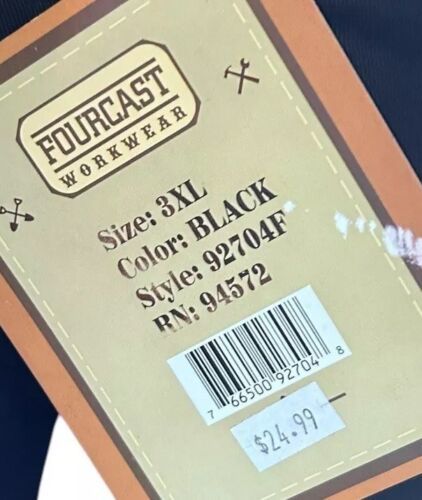 FOURCAST
WORKWEAR
Size: 3XL
Color: BLACK
Style: 92704F
RN: 94572
7 66500 92704 8
$24.99